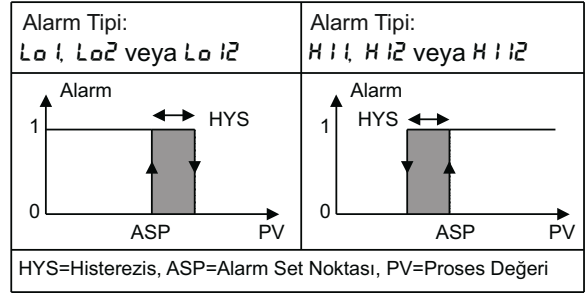 Alarm Tipi:
Lo1, Lo2 veya Lo12
Alarm Tipi:
HI1, HI2 veya HI12
Alarm
HYS
1
0
ASP
PV
Alarm
HYS
1
0
ASP
PV
HYS=Histerezis, ASP=Alarm Set Noktası, PV=Proses Değeri